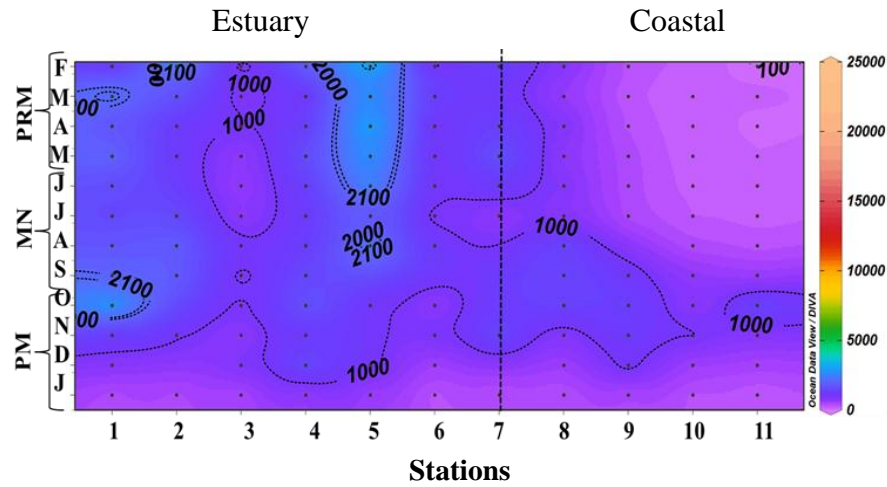 Estuary Coastal
PRM
MN
PM
F
M
A
M
J
J
A
S
O
N
D
J
2100
1000
2000
100
00
1000
2100
2000
2100
1000
2100
00
1000
1000
25000
20000
15000
10000
5000
0
Ocean Data View / DIVA
1 2 3 4 5 6 7 8 9 10 11
Stations